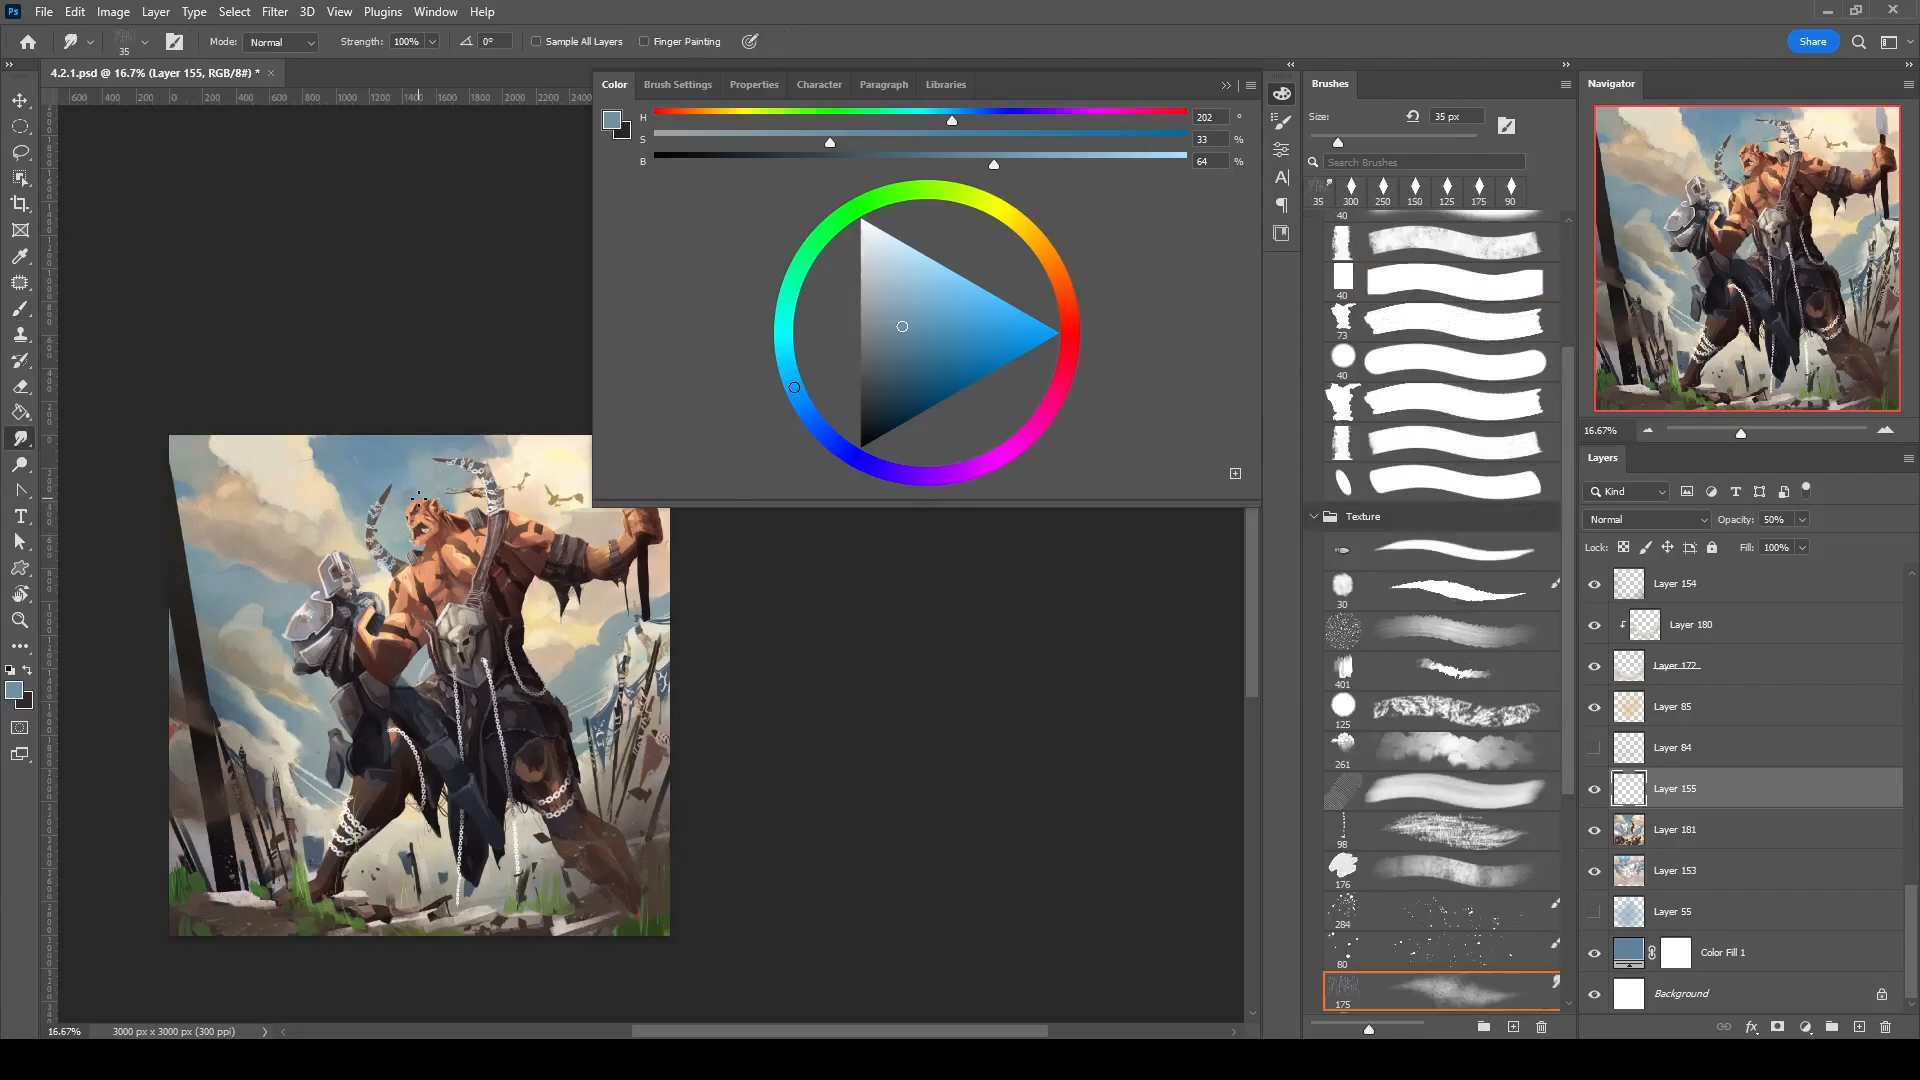 Ps File Edit Image Layer Type Select Filter 3D View Plugins Window Help
35 Mode: Normal Strength: 100% 0° Sample All Layers Finger Painting Share
4.2.1.psd @ 16.7% (Layer 155, RGB/8#) * ×
600 400 200 0 200 400 600 800 1000 1200 1400 1600 1800 2000 2200 2400
Color Brush Settings Properties Character Paragraph Libraries
H 202 °
S 33 %
B 64 %
Brushes
Size: 35 px
Search Brushes
35 300 250 150 125 175 90
40
40
73
40
Texture
30
401
125
261
98
176
284
80
175
Navigator
16.67%
Layers
Kind
Normal Opacity: 50%
Lock: Fill: 100%
Layer 154
Layer 180
Layer 172
Layer 85
Layer 84
Layer 155
Layer 181
Layer 153
Layer 55
Color Fill 1
Background
16.67% 3000 px x 3000 px (300 ppi)